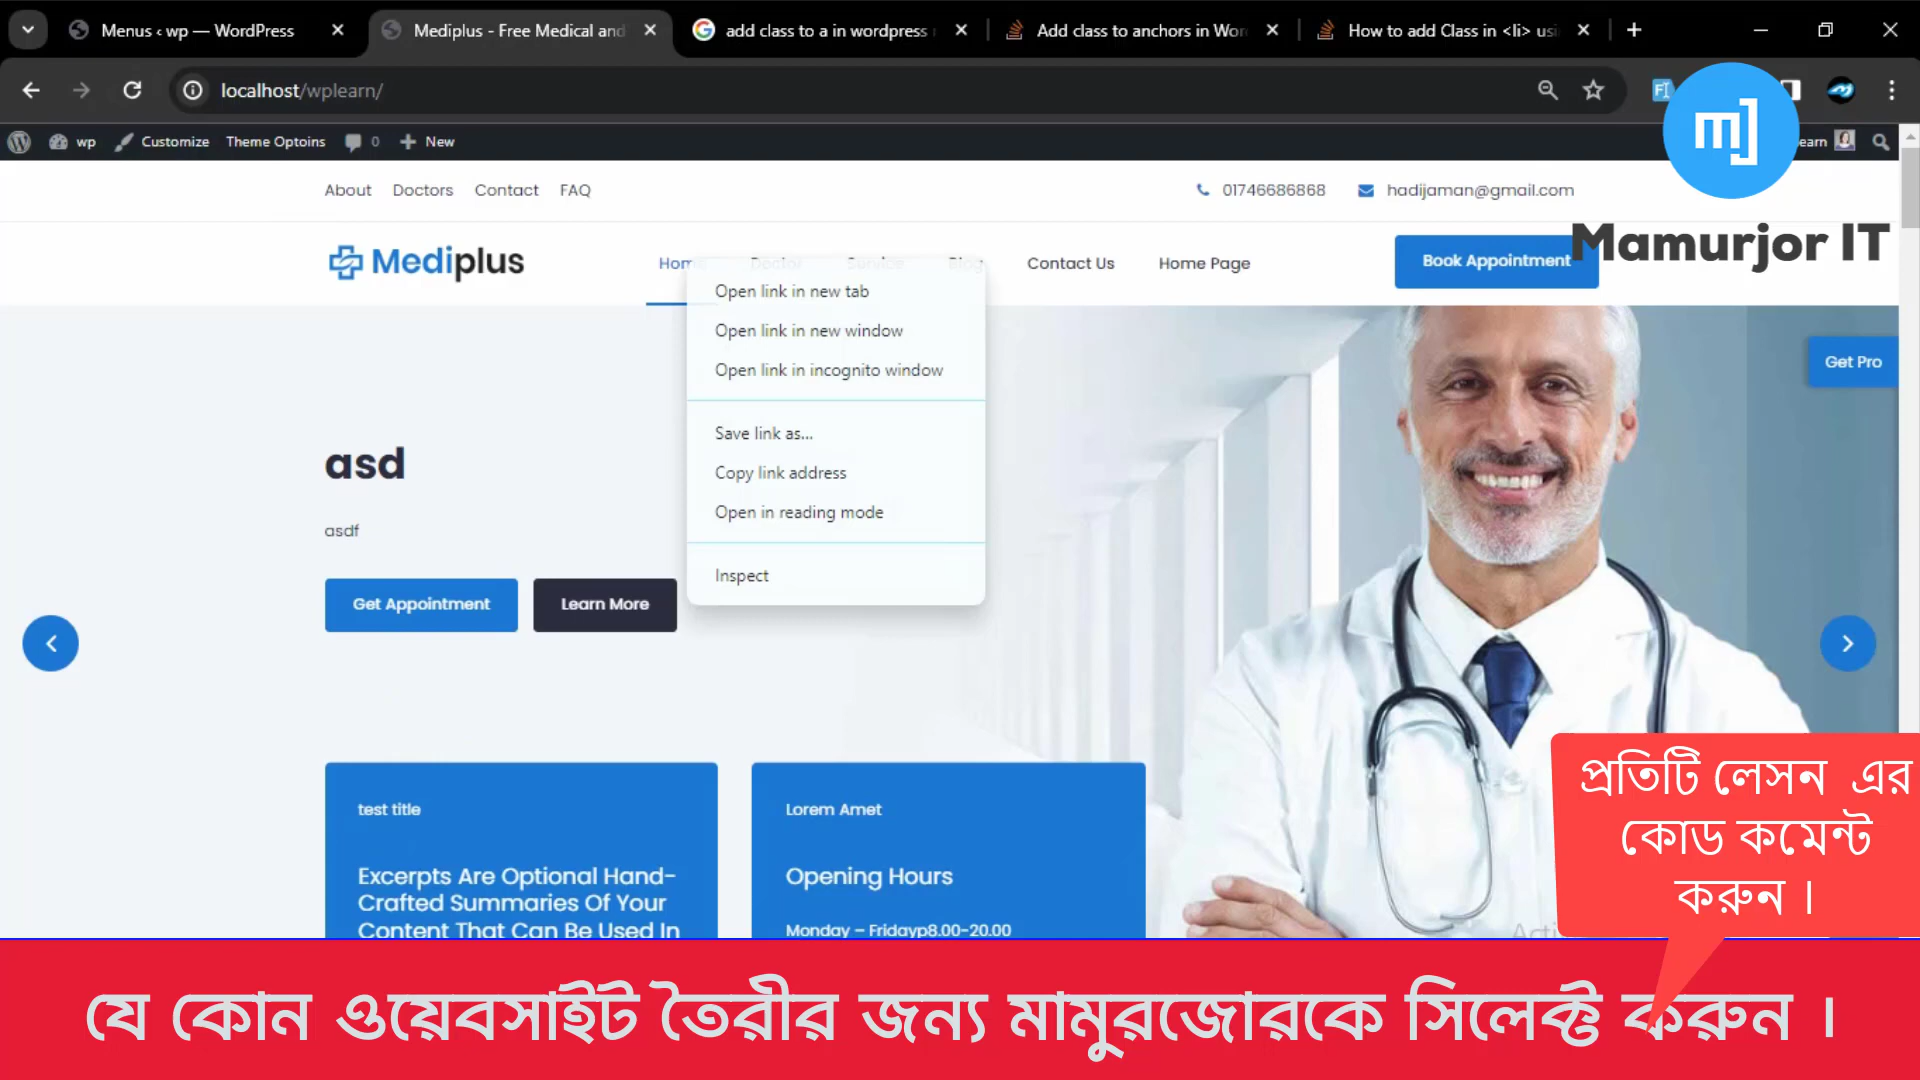 Menus ‹ wp — WordPress
Mediplus - Free Medical and
add class to a in wordpress
Add class to anchors in Wor
How to add Class in <li> usi
localhost/wplearn/
wp Customize Theme Optoins 0 New
earn
About Doctors Contact FAQ
01746686868 hadijaman@gmail.com
Mediplus
Home Doctor Service Blog Contact Us Home Page
Book Appointment
mJ
Mamurjor IT
Open link in new tab
Open link in new window
Open link in incognito window
Save link as...
Copy link address
Open in reading mode
Inspect
Get Pro
asd
asdf
Get Appointment
Learn More
test title
Excerpts Are Optional Hand-
Crafted Summaries Of Your
Content That Can Be Used In
Lorem Amet
Opening Hours
Monday – Fridayp8.00-20.00
প্রতিটি লেসন এর
কোড কমেন্ট
করুন ।
যে কোন ওয়েবসাইট তৈরীর জন্য মামুরজোরকে সিলেক্ট করুন ।